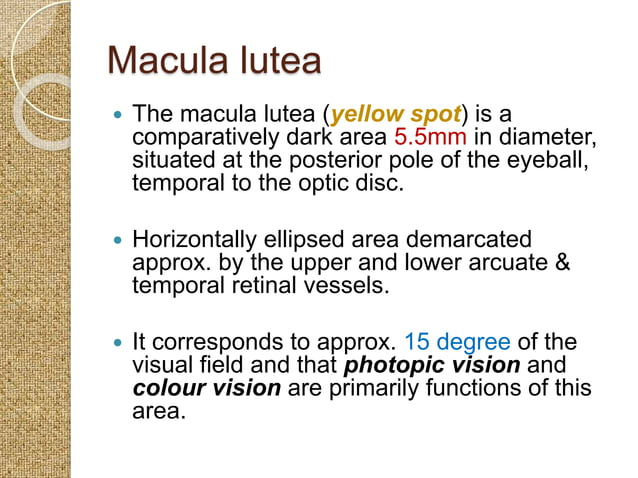 Macula lutea
• The macula lutea (yellow spot) is a
comparatively dark area 5.5mm in diameter,
situated at the posterior pole of the eyeball,
temporal to the optic disc.
• Horizontally ellipsed area demarcated
approx. by the upper and lower arcuate &
temporal retinal vessels.
• It corresponds to approx. 15 degree of the
visual field and that photopic vision and
colour vision are primarily functions of this
area.